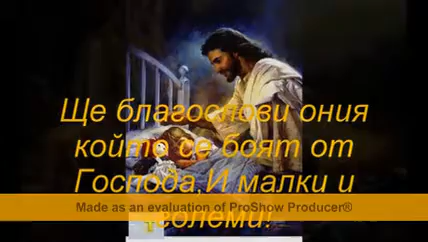 Ще благослови ония
който се боят от
Господа,И малки и
Made as an evaluation of ProShow Producer®
големи!